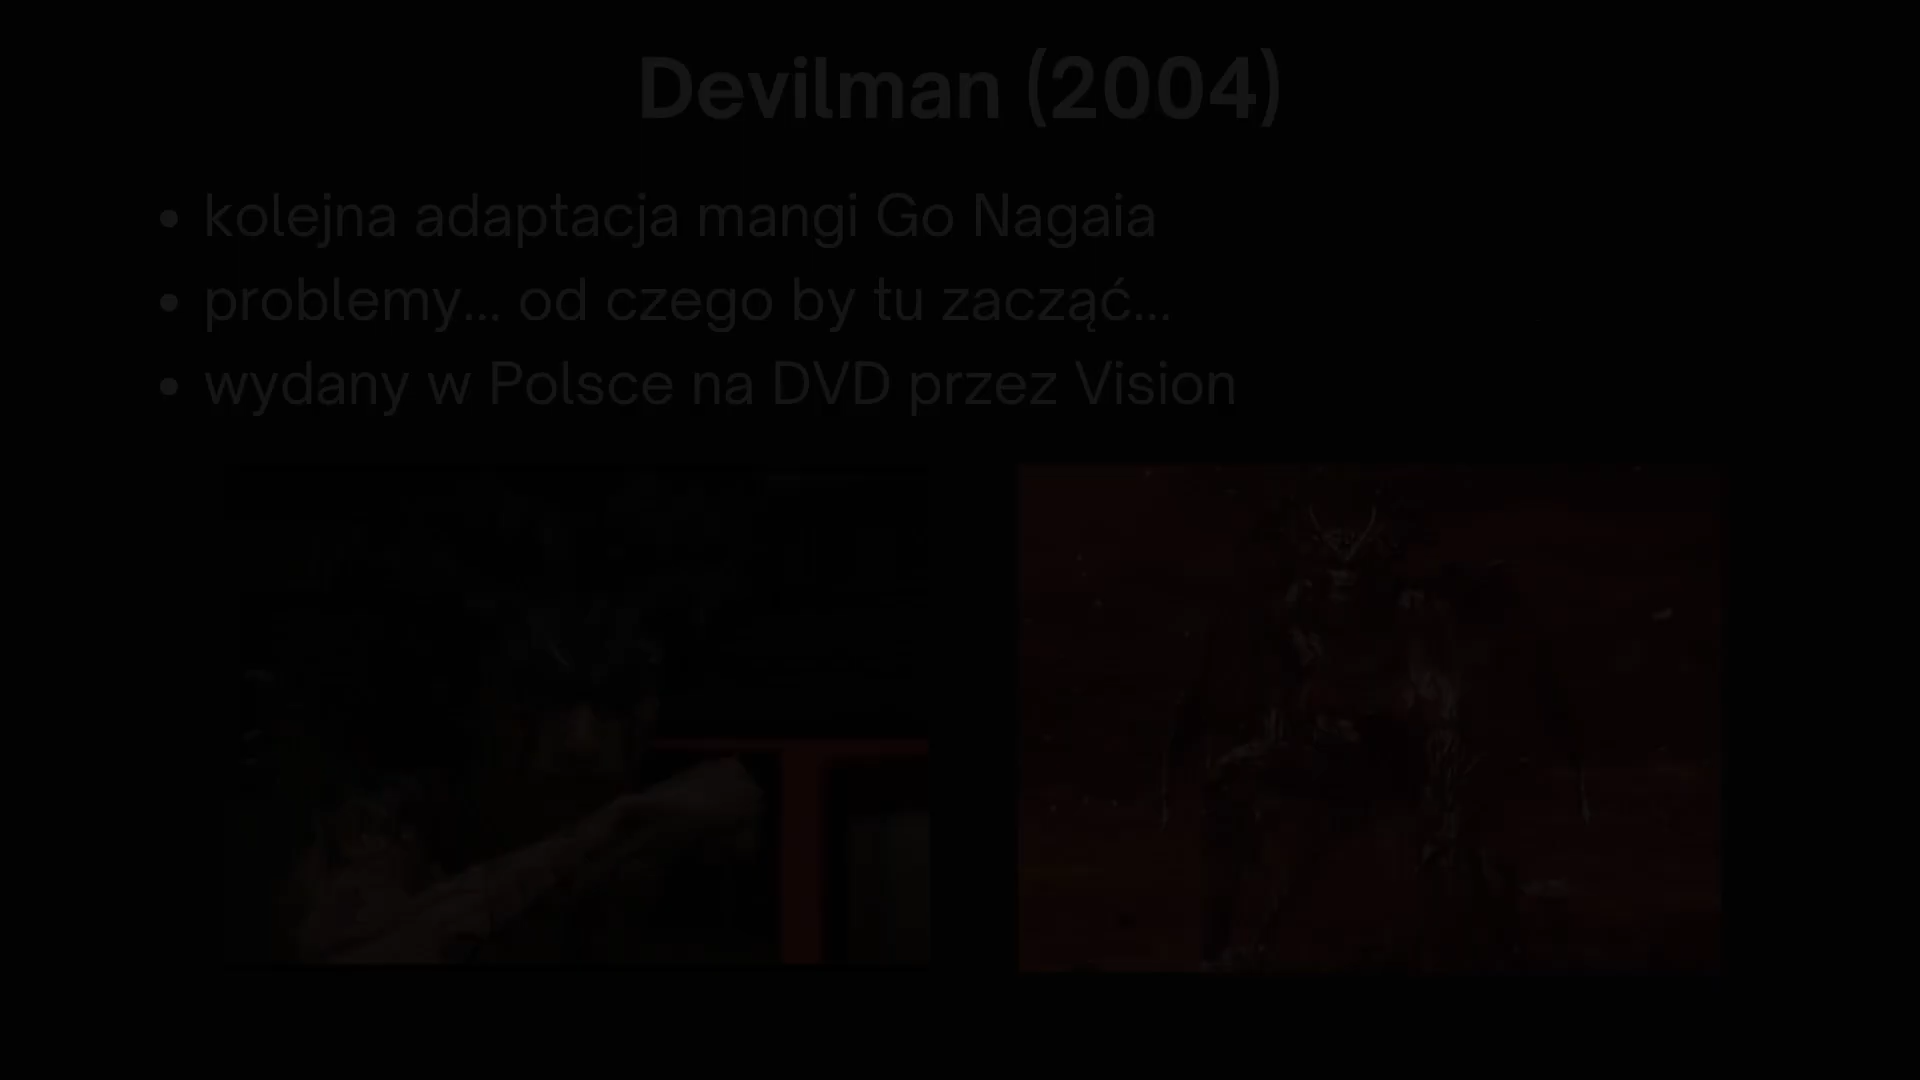 Devilman (2004)
• kolejna adaptacja mangi Go Nagaia
• problemy... od czego by tu zacząć...
• wydany w Polsce na DVD przez Vision